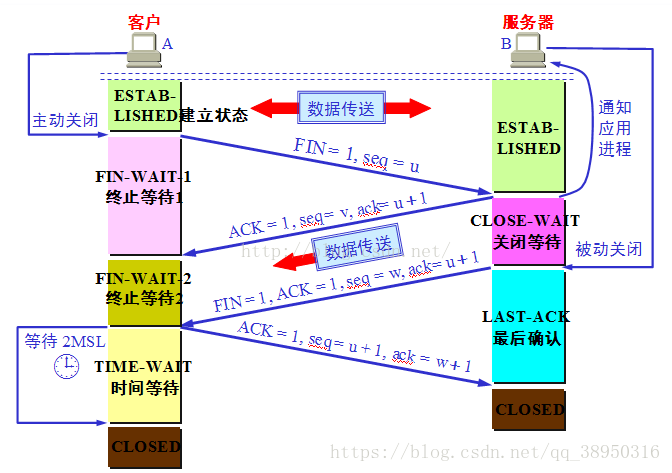 客户
服务器
A
B
ESTAB-
LISHED建立状态
数据传送
主动关闭
通知
应用
进程
ESTAB-
LISHED
FIN = 1, seq = u
FIN-WAIT-1
终止等待1
ACK = 1, seq= v, ack= u+1
CLOSE-WAIT
关闭等待
http://blog.csdn.net/
数据传送
被动关闭
FIN-WAIT-2
终止等待2
FIN=1, ACK = 1, seq = w, ack= u+1
LAST-ACK
最后确认
等待 2MSL
ACK = 1, seq= u+1, ack = w+1
TIME-WAIT
时间等待
CLOSED
CLOSED
https://blog.csdn.net/qq_38950316